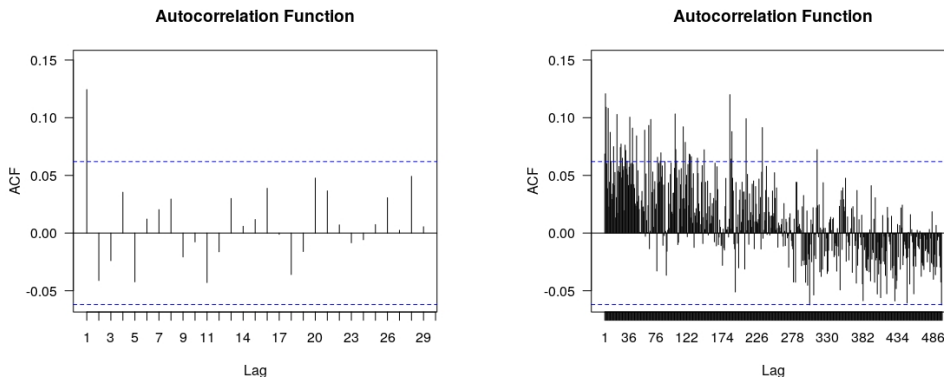 Autocorrelation Function
ACF
0.15
0.10
0.05
0.00
-0.05
1 3 5 7 9 11 14 17 20 23 26 29
Lag
Autocorrelation Function
ACF
0.15
0.10
0.05
0.00
-0.05
1 36 76 122 174 226 278 330 382 434 486
Lag